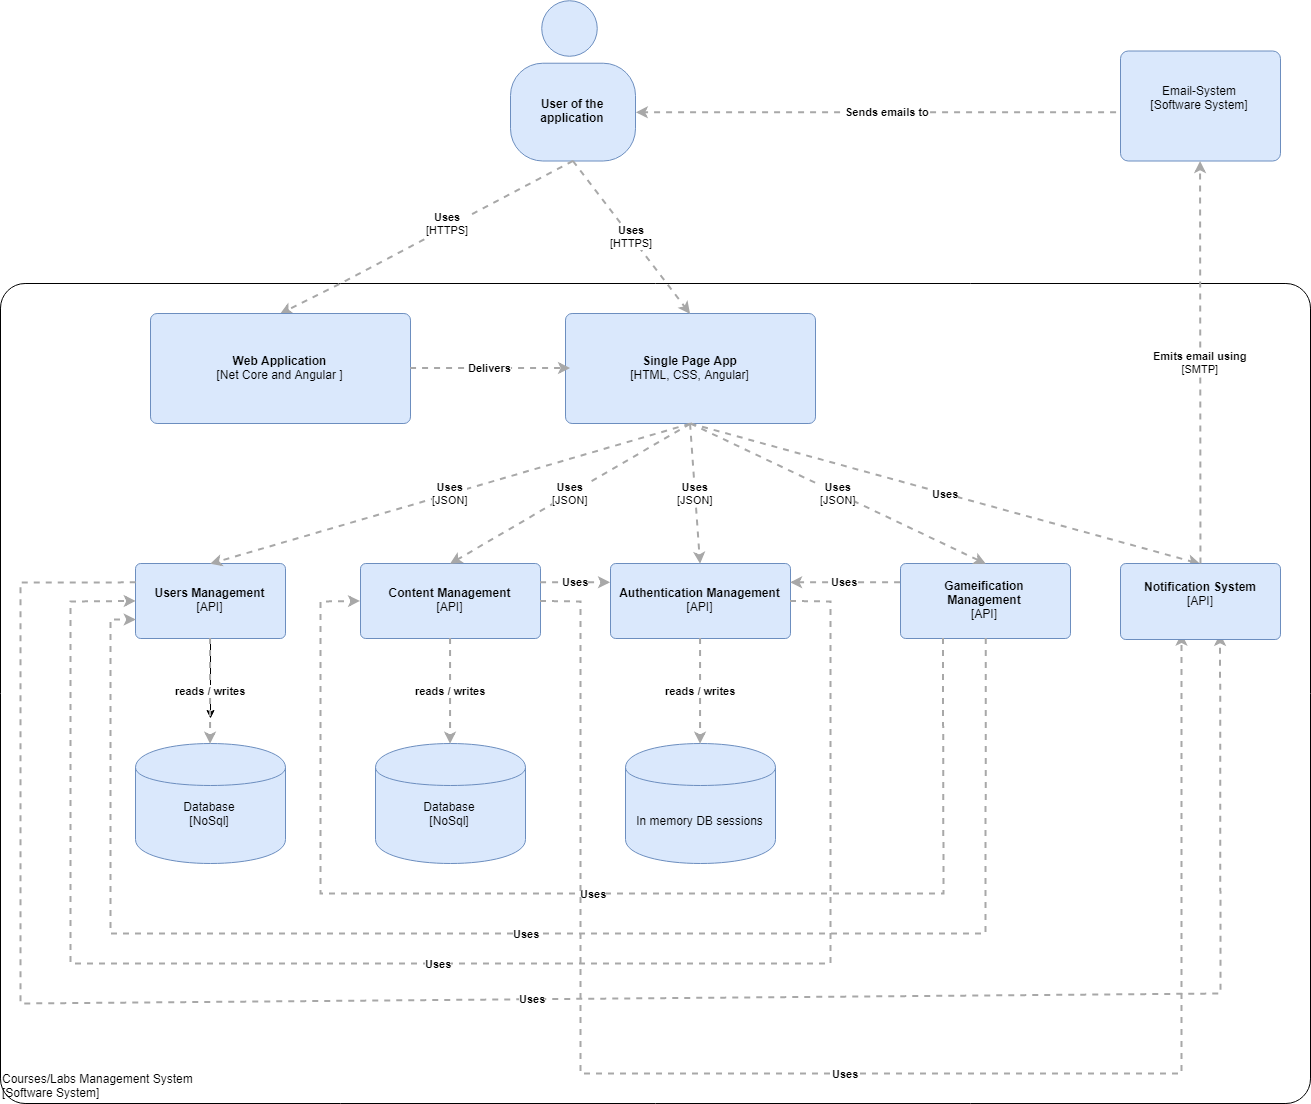 User of the
application
Email-System
[Software System]
Sends emails to
Uses
[HTTPS]
Uses
[HTTPS]
Web Application
[Net Core and Angular ]
Delivers
Single Page App
[HTML, CSS, Angular]
Emits email using
[SMTP]
Uses
[JSON]
Uses
[JSON]
Uses
[JSON]
Uses
[JSON]
Uses
Users Management
[API]
Content Management
[API]
Uses
Authentication Management
[API]
Uses
Gameification
Management
[API]
Notification System
[API]
reads / writes
reads / writes
reads / writes
Database
[NoSql]
Database
[NoSql]
In memory DB sessions
Uses
Uses
Uses
Uses
Uses
Courses/Labs Management System
[Software System]